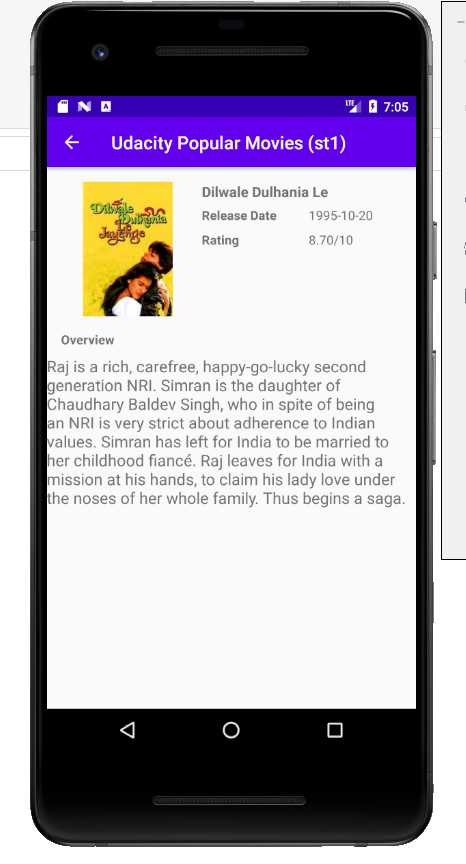 LTE 7:05
Udacity Popular Movies (st1)
Dilwale
Dulhania
Le
Jayenge
Dilwale Dulhania Le
Release Date 1995-10-20
Rating 8.70/10
Overview
Raj is a rich, carefree, happy-go-lucky second
generation NRI. Simran is the daughter of
Chaudhary Baldev Singh, who in spite of being
an NRI is very strict about adherence to Indian
values. Simran has left for India to be married to
her childhood fiancé. Raj leaves for India with a
mission at his hands, to claim his lady love under
the noses of her whole family. Thus begins a saga.